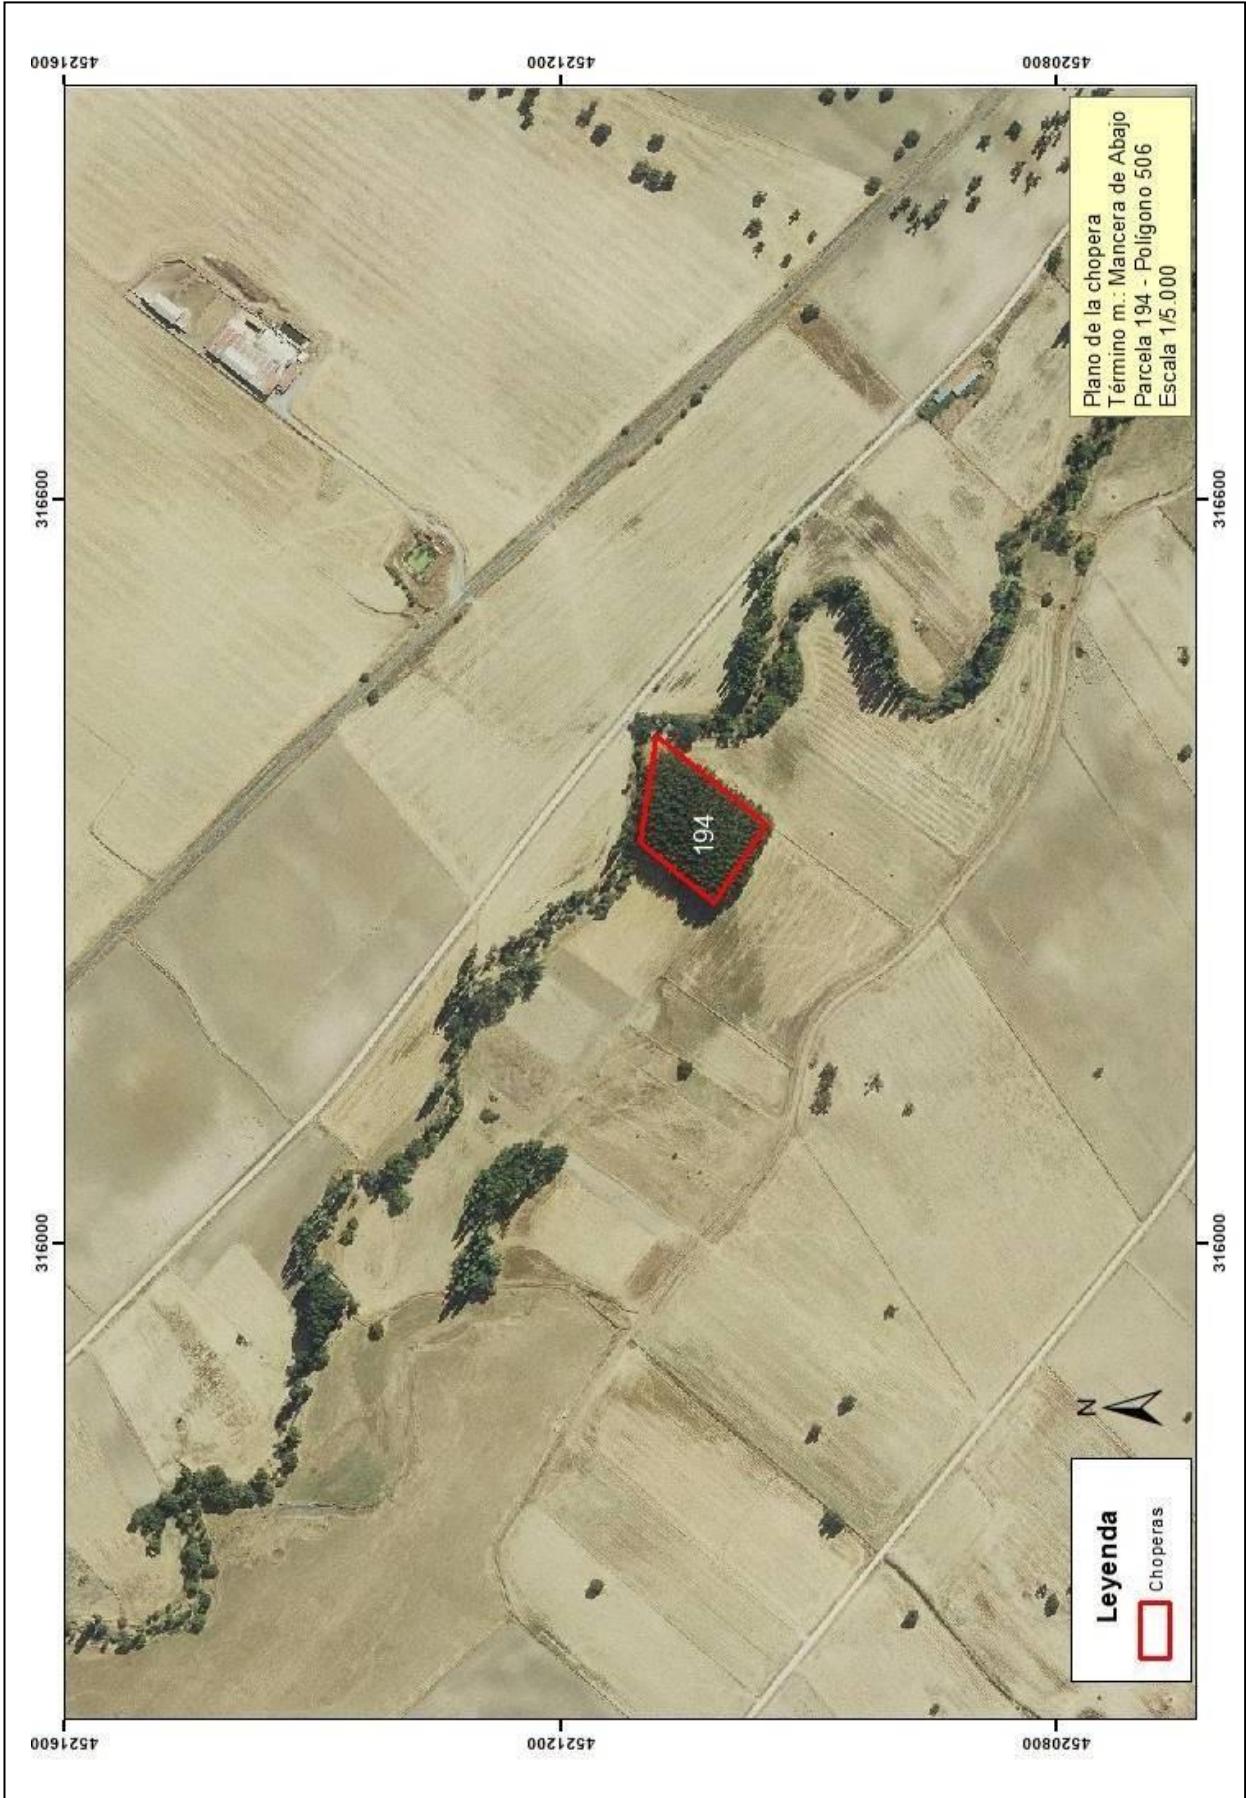 4521600
4521200
4520800
316600
316600
316000
316000
4521600
4521200
4520800
194
Plano de la chopera
Término m.: Mancera de Abajo
Parcela 194 - Polígono 506
Escala 1/5.000
N
Leyenda
Choperas